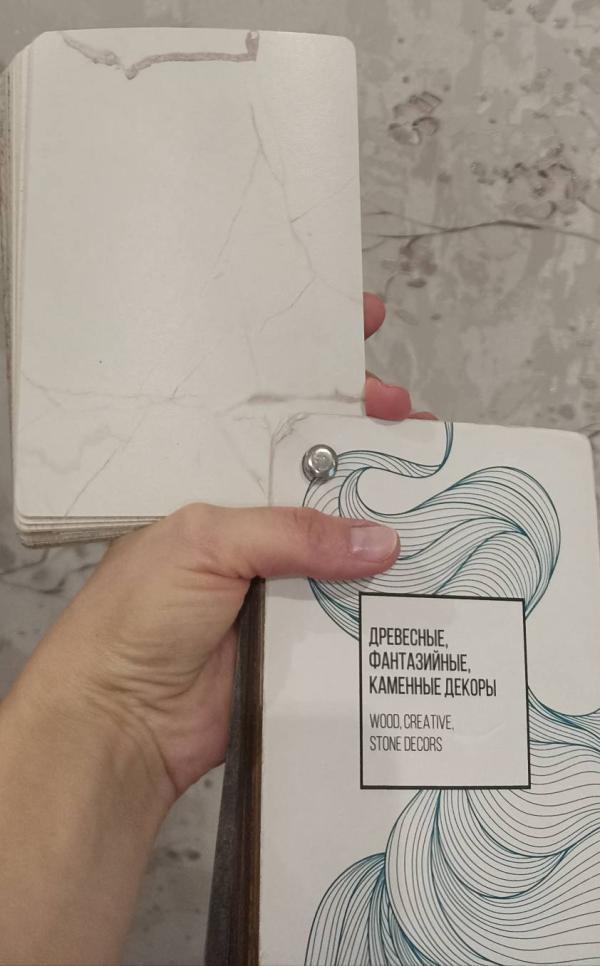 ДРЕВЕСНЫЕ,
ФАНТАЗИЙНЫЕ,
КАМЕННЫЕ ДЕКОРЫ
WOOD, CREATIVE,
STONE DECORS